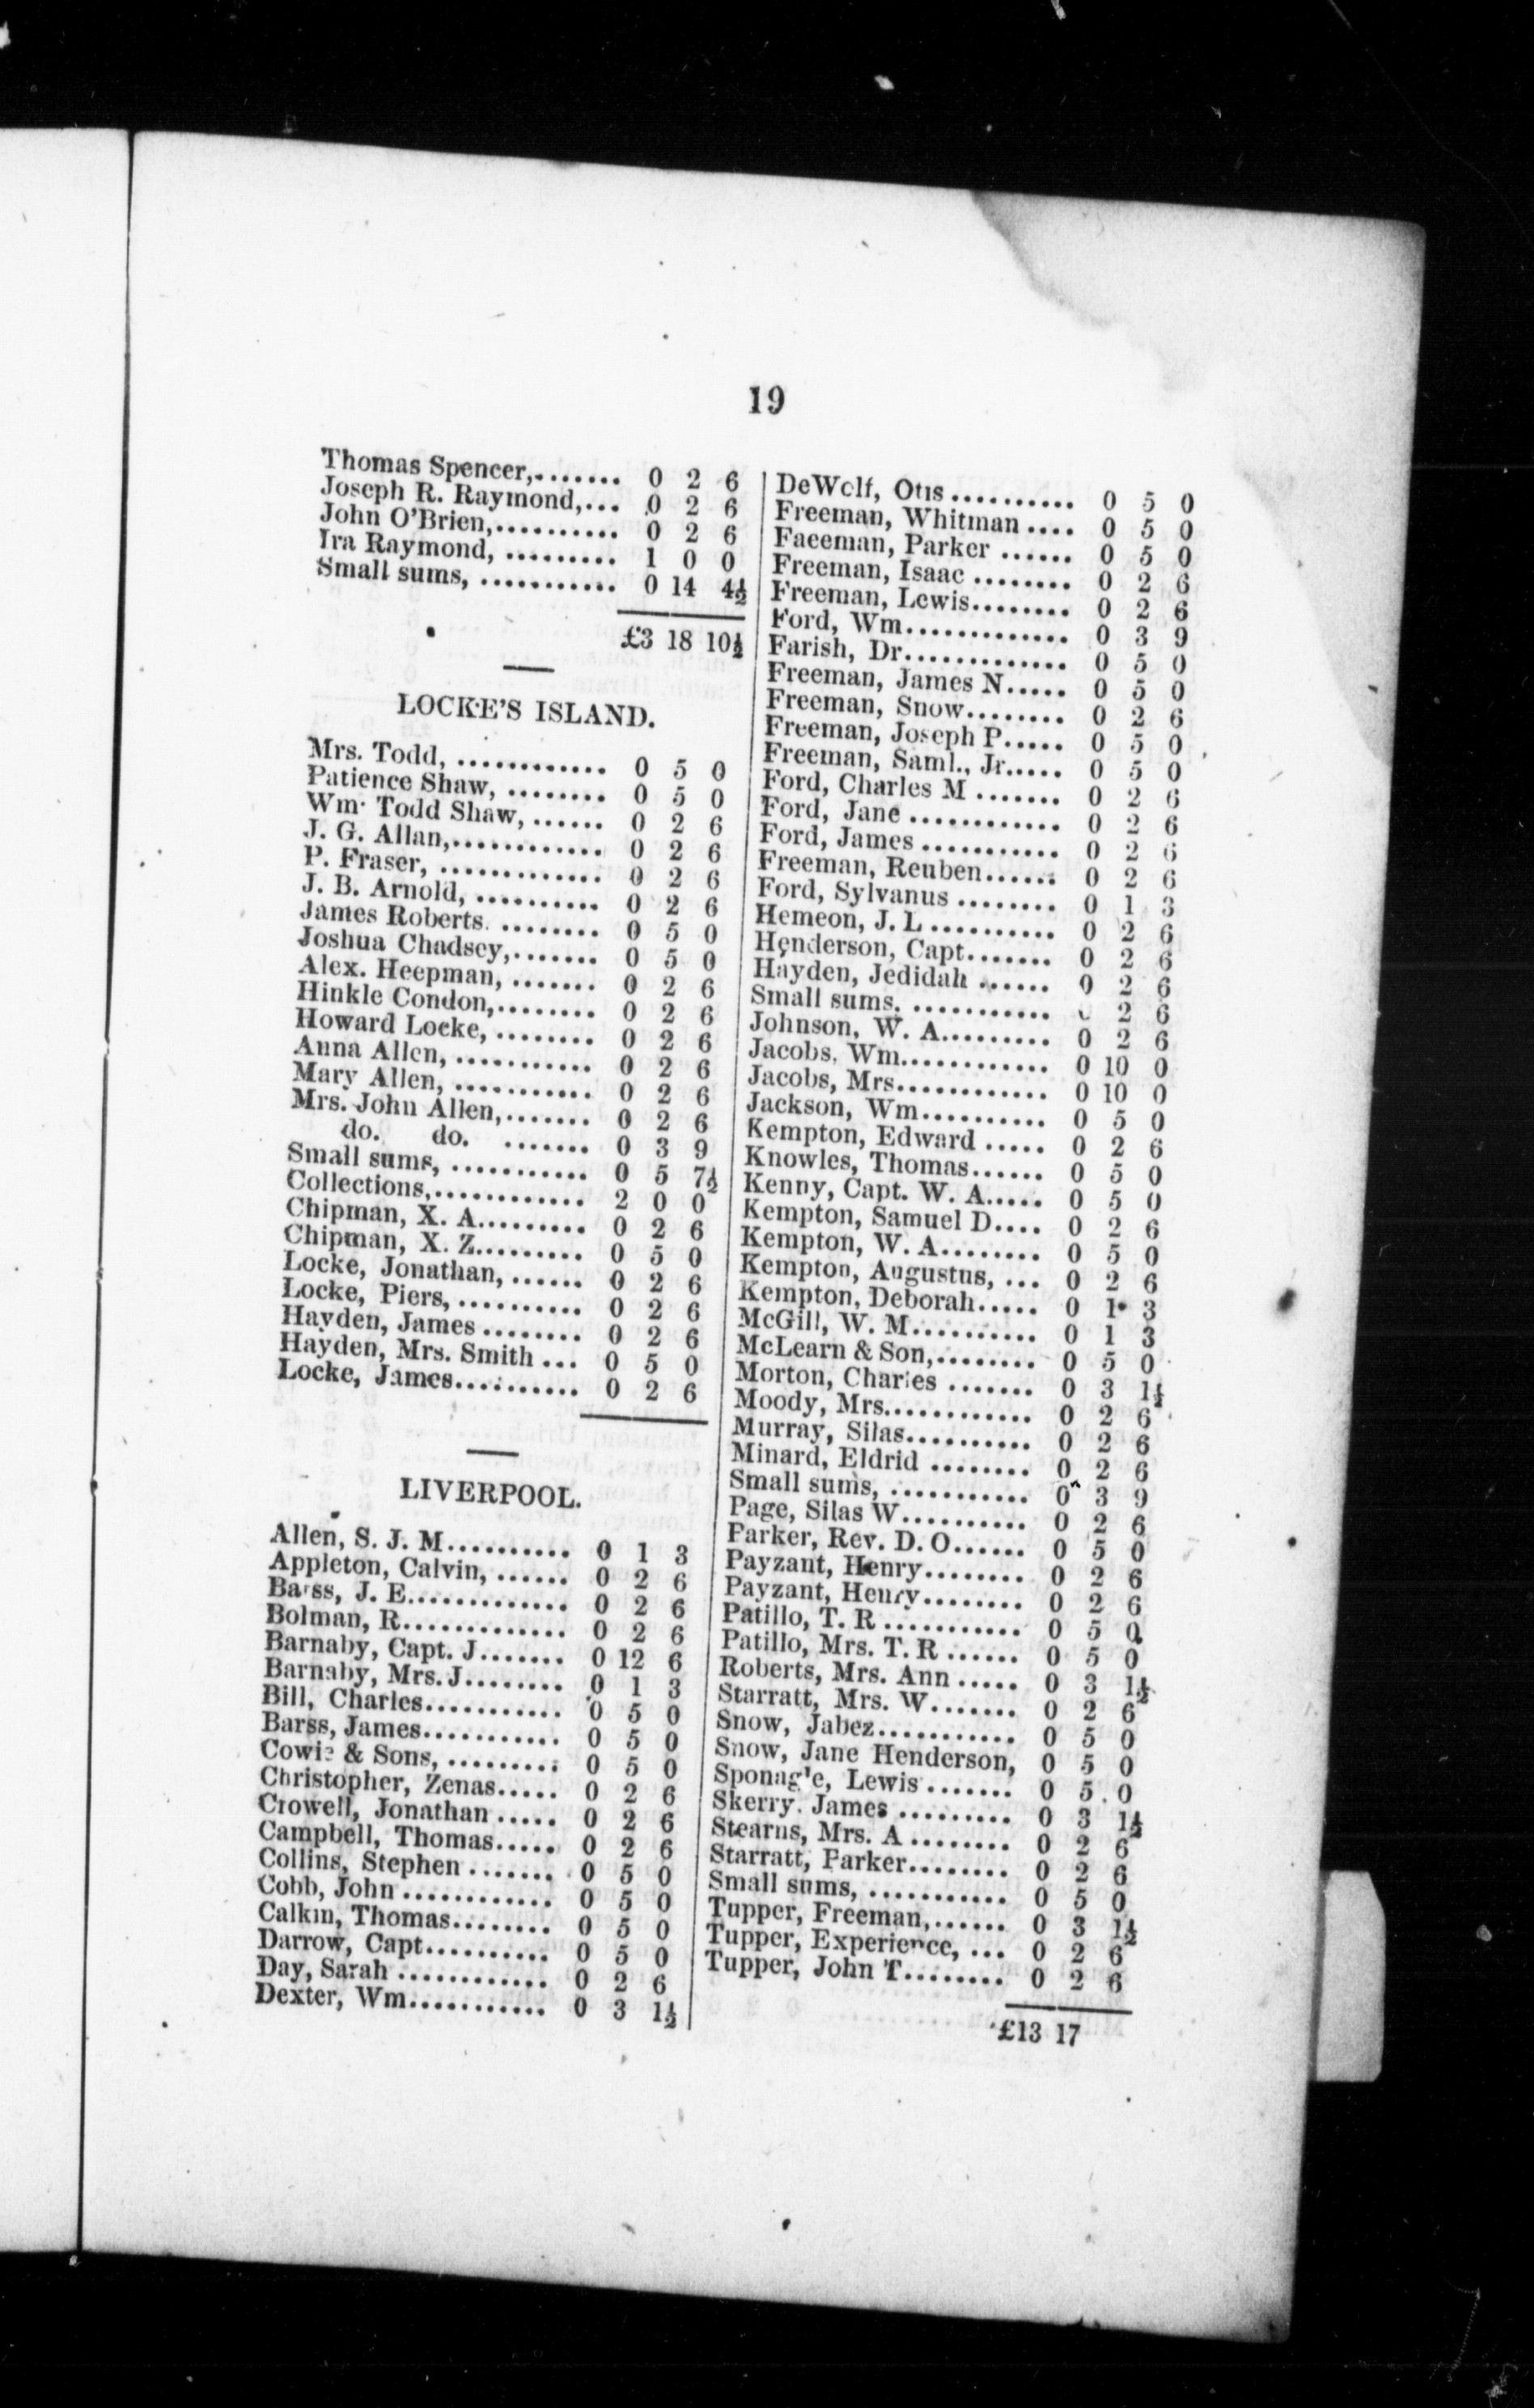 19
Thomas Spencer,....... 0 2 6
Joseph R. Raymond,... 0 2 6
John O'Brien,.......... 0 2 6
Ira Raymond, ......... 1 0 0
Small sums, ........... 0 14 4½
£3 18 10½
LOCKE'S ISLAND.
Mrs. Todd, ............ 0 5 0
Patience Shaw, ........ 0 5 0
Wm· Todd Shaw, ...... 0 2 6
J. G. Allan,............ 0 2 6
P. Fraser, ............. 0 2 6
J. B. Arnold, .......... 0 2 6
James Roberts. ........ 0 5 0
Joshua Chadsey,....... 0 5 0
Alex. Heepman, ....... 0 2 6
Hinkle Condon,........ 0 2 6
Howard Locke, ........ 0 2 6
Anna Allen, ........... 0 2 6
Mary Allen, ........... 0 2 6
Mrs. John Allen,....... 0 2 6
do. do. ....... 0 3 9
Small sums, ........... 0 5 7½
Collections,............ 2 0 0
Chipman, X. A......... 0 2 6
Chipman, X. Z......... 0 5 0
Locke, Jonathan, ...... 0 2 6
Locke, Piers, .......... 0 2 6
Hayden, James ........ 0 2 6
Hayden, Mrs. Smith ... 0 5 0
Locke, James.......... 0 2 6
LIVERPOOL.
Allen, S. J. M.......... 0 1 3
Appleton, Calvin, ...... 0 2 6
Barss, J. E............. 0 2 6
Bolman, R............. 0 2 6
Barnaby, Capt. J....... 0 12 6
Barnaby, Mrs. J........ 0 1 3
Bill, Charles........... 0 5 0
Barss, James........... 0 5 0
Cowie & Sons, ......... 0 5 0
Christopher, Zenas..... 0 2 6
Crowell, Jonathan ..... 0 2 6
Campbell, Thomas..... 0 2 6
Collins, Stephen ....... 0 5 0
Cobb, John ............ 0 5 0
Calkin, Thomas........ 0 5 0
Darrow, Capt.......... 0 5 0
Day, Sarah ............ 0 2 6
Dexter, Wm........... 0 3 1½
DeWolf, Otis .......... 0 5 0
Freeman, Whitman .... 0 5 0
Faeeman, Parker ...... 0 5 0
Freeman, Isaac ........ 0 2 6
Freeman, Lewis........ 0 2 6
Ford, Wm............. 0 3 9
Farish, Dr............. 0 5 0
Freeman, James N..... 0 5 0
Freeman, Snow........ 0 2 6
Freeman, Joseph P..... 0 5 0
Freeman, Saml., Jr..... 0 5 0
Ford, Charles M ....... 0 2 6
Ford, Jane ............ 0 2 6
Ford, James ........... 0 2 6
Freeman, Reuben...... 0 2 6
Ford, Sylvanus ........ 0 1 3
Hemeon, J. L .......... 0 2 6
Henderson, Capt....... 0 2 6
Hayden, Jedidah ...... 0 2 6
Small sums. ............ 2 6
Johnson, W. A......... 0 2 6
Jacobs, Wm............ 0 10 0
Jacobs, Mrs............ 0 10 0
Jackson, Wm.......... 0 5 0
Kempton, Edward ..... 0 2 6
Knowles, Thomas...... 0 5 0
Kenny, Capt. W. A..... 0 5 0
Kempton, Samuel D.... 0 2 6
Kempton, W. A........ 0 5 0
Kempton, Augustus, ... 0 2 6
Kempton, Deborah..... 0 1 3
McGill, W. M.......... 0 1 3
McLearn & Son,........ 0 5 0
Morton, Charles ....... 0 3 1½
Moody, Mrs............ 0 2 6
Murray, Silas.......... 0 2 6
Minard, Eldrid ........ 0 2 6
Small sums, ........... 0 3 9
Page, Silas W.......... 0 2 6
Parker, Rev. D. O...... 0 5 0
Payzant, Henry........ 0 2 6
Payzant, Henry........ 0 2 6
Patillo, T. R ........... 0 5 0
Patillo, Mrs. T. R ...... 0 5 0
Roberts, Mrs. Ann ..... 0 3 1½
Starratt, Mrs. W....... 0 2 6
Snow, Jabez........... 0 5 0
Snow, Jane Henderson, 0 5 0
Sponagle, Lewis ....... 0 5 0
Skerry. James ......... 0 3 1½
Stearns, Mrs. A ........ 0 2 6
Starratt, Parker........ 0 2 6
Small sums, ........... 0 5 0
Tupper, Freeman,...... 0 3 1½
Tupper, Experience, ... 0 2 6
Tupper, John T........ 0 2 6
£13 17